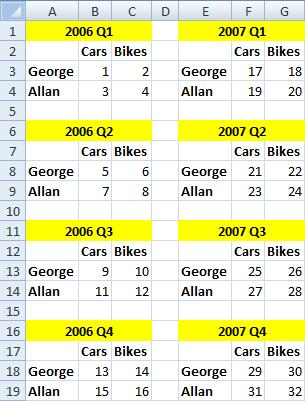 A B C D E F G
1 2006 Q1 2007 Q1
2 Cars Bikes Cars Bikes
3 George 1 2 George 17 18
4 Allan 3 4 Allan 19 20
5
6 2006 Q2 2007 Q2
7 Cars Bikes Cars Bikes
8 George 5 6 George 21 22
9 Allan 7 8 Allan 23 24
10
11 2006 Q3 2007 Q3
12 Cars Bikes Cars Bikes
13 George 9 10 George 25 26
14 Allan 11 12 Allan 27 28
15
16 2006 Q4 2007 Q4
17 Cars Bikes Cars Bikes
18 George 13 14 George 29 30
19 Allan 15 16 Allan 31 32